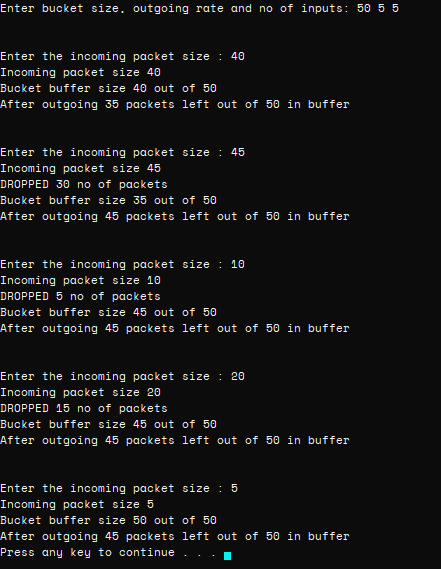 Enter bucket size, outgoing rate and no of inputs: 50 5 5
Enter the incoming packet size : 40
Incoming packet size 40
Bucket buffer size 40 out of 50
After outgoing 35 packets left out of 50 in buffer
Enter the incoming packet size : 45
Incoming packet size 45
DROPPED 30 no of packets
Bucket buffer size 35 out of 50
After outgoing 45 packets left out of 50 in buffer
Enter the incoming packet size : 10
Incoming packet size 10
DROPPED 5 no of packets
Bucket buffer size 45 out of 50
After outgoing 45 packets left out of 50 in buffer
Enter the incoming packet size : 20
Incoming packet size 20
DROPPED 15 no of packets
Bucket buffer size 45 out of 50
After outgoing 45 packets left out of 50 in buffer
Enter the incoming packet size : 5
Incoming packet size 5
Bucket buffer size 50 out of 50
After outgoing 45 packets left out of 50 in buffer
Press any key to continue . . .